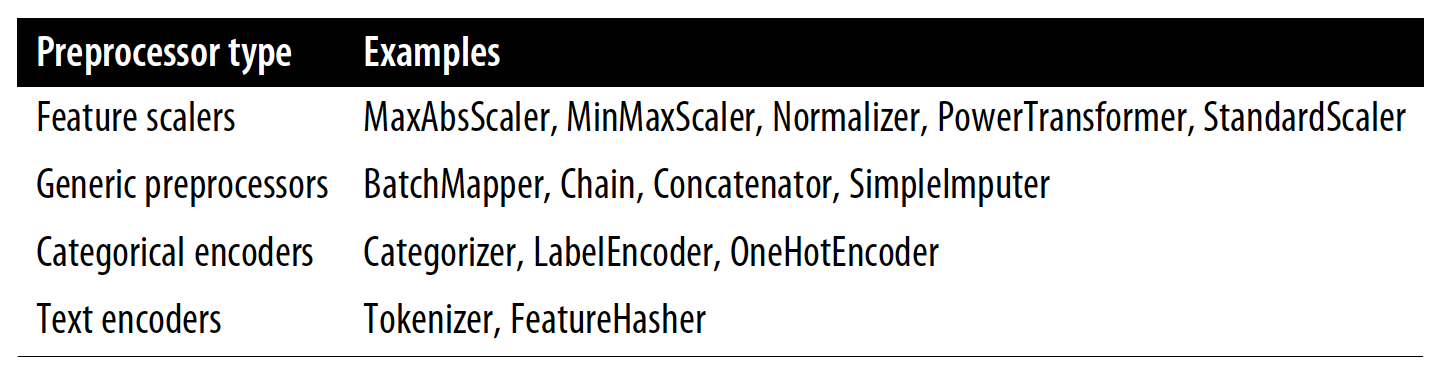 Preprocessor type Examples
Feature scalers MaxAbsScaler, MinMaxScaler, Normalizer, PowerTransformer, StandardScaler
Generic preprocessors BatchMapper, Chain, Concatenator, SimpleImputer
Categorical encoders Categorizer, LabelEncoder, OneHotEncoder
Text encoders Tokenizer, FeatureHasher